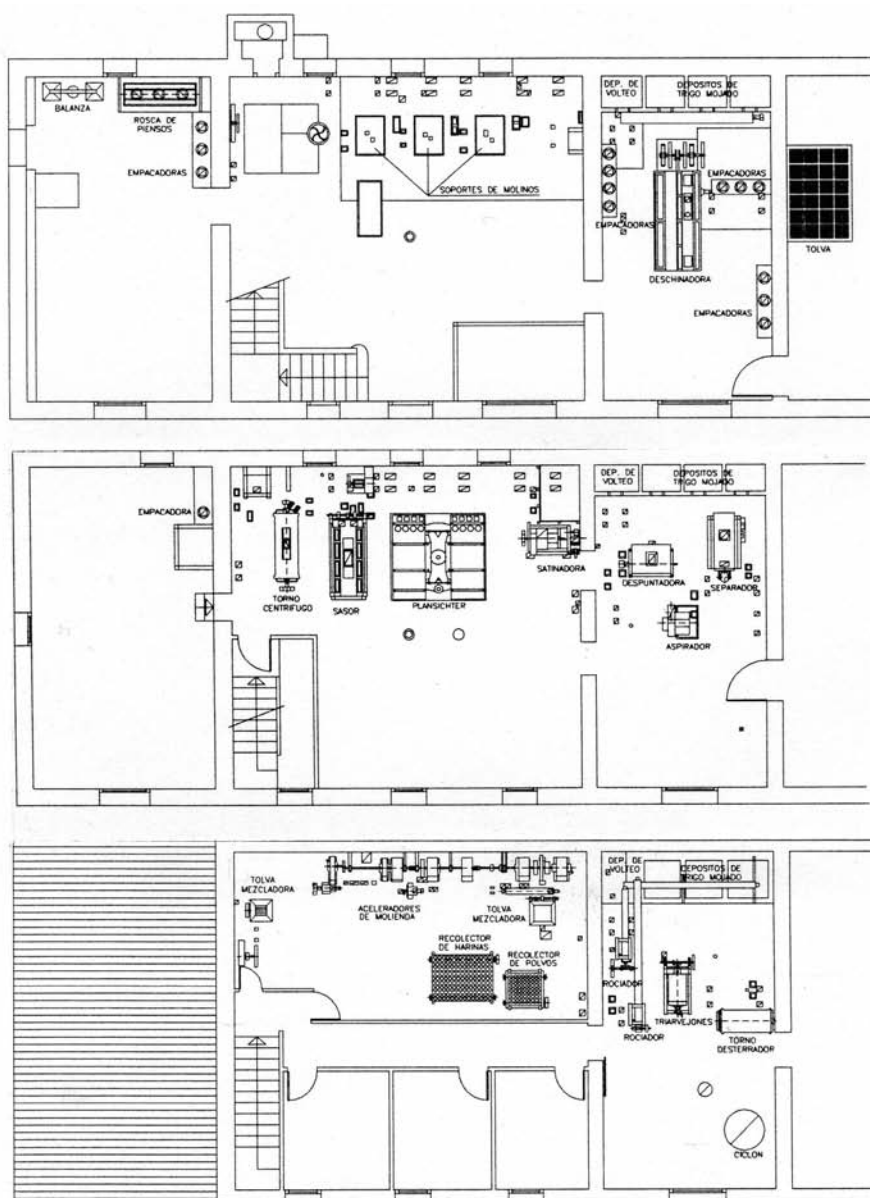 DEP. DE
VOLTEO
DEPOSITOS DE
TRIGO MOJADO
BALANZA
ROSCA DE
PIENSOS
EMPACADORAS
SOPORTES DE MOLINOS
EMPACADORAS
EMPACADORAS
TOLVA
DESCHINADORA
EMPACADORAS
DEP. DE
VOLTEO
DEPOSITOS DE
TRIGO MOJADO
EMPACADORA
TORNO
CENTRIFUGO
SASOR
PLANSICHTER
SATINADORA
DESPUNTADORA
SEPARADOR
ASPIRADOR
DEP. DE
VOLTEO
DEPOSITOS DE
TRIGO MOJADO
TOLVA
MEZCLADORA
ACELERADORES
DE MOLIENDA
TOLVA
MEZCLADORA
RECOLECTOR
DE HARINAS
RECOLECTOR
DE POLVOS
ROCIADOR
ROCIADOR
TRIARVEJONES
TORNO
DESTERRADOR
CICLON